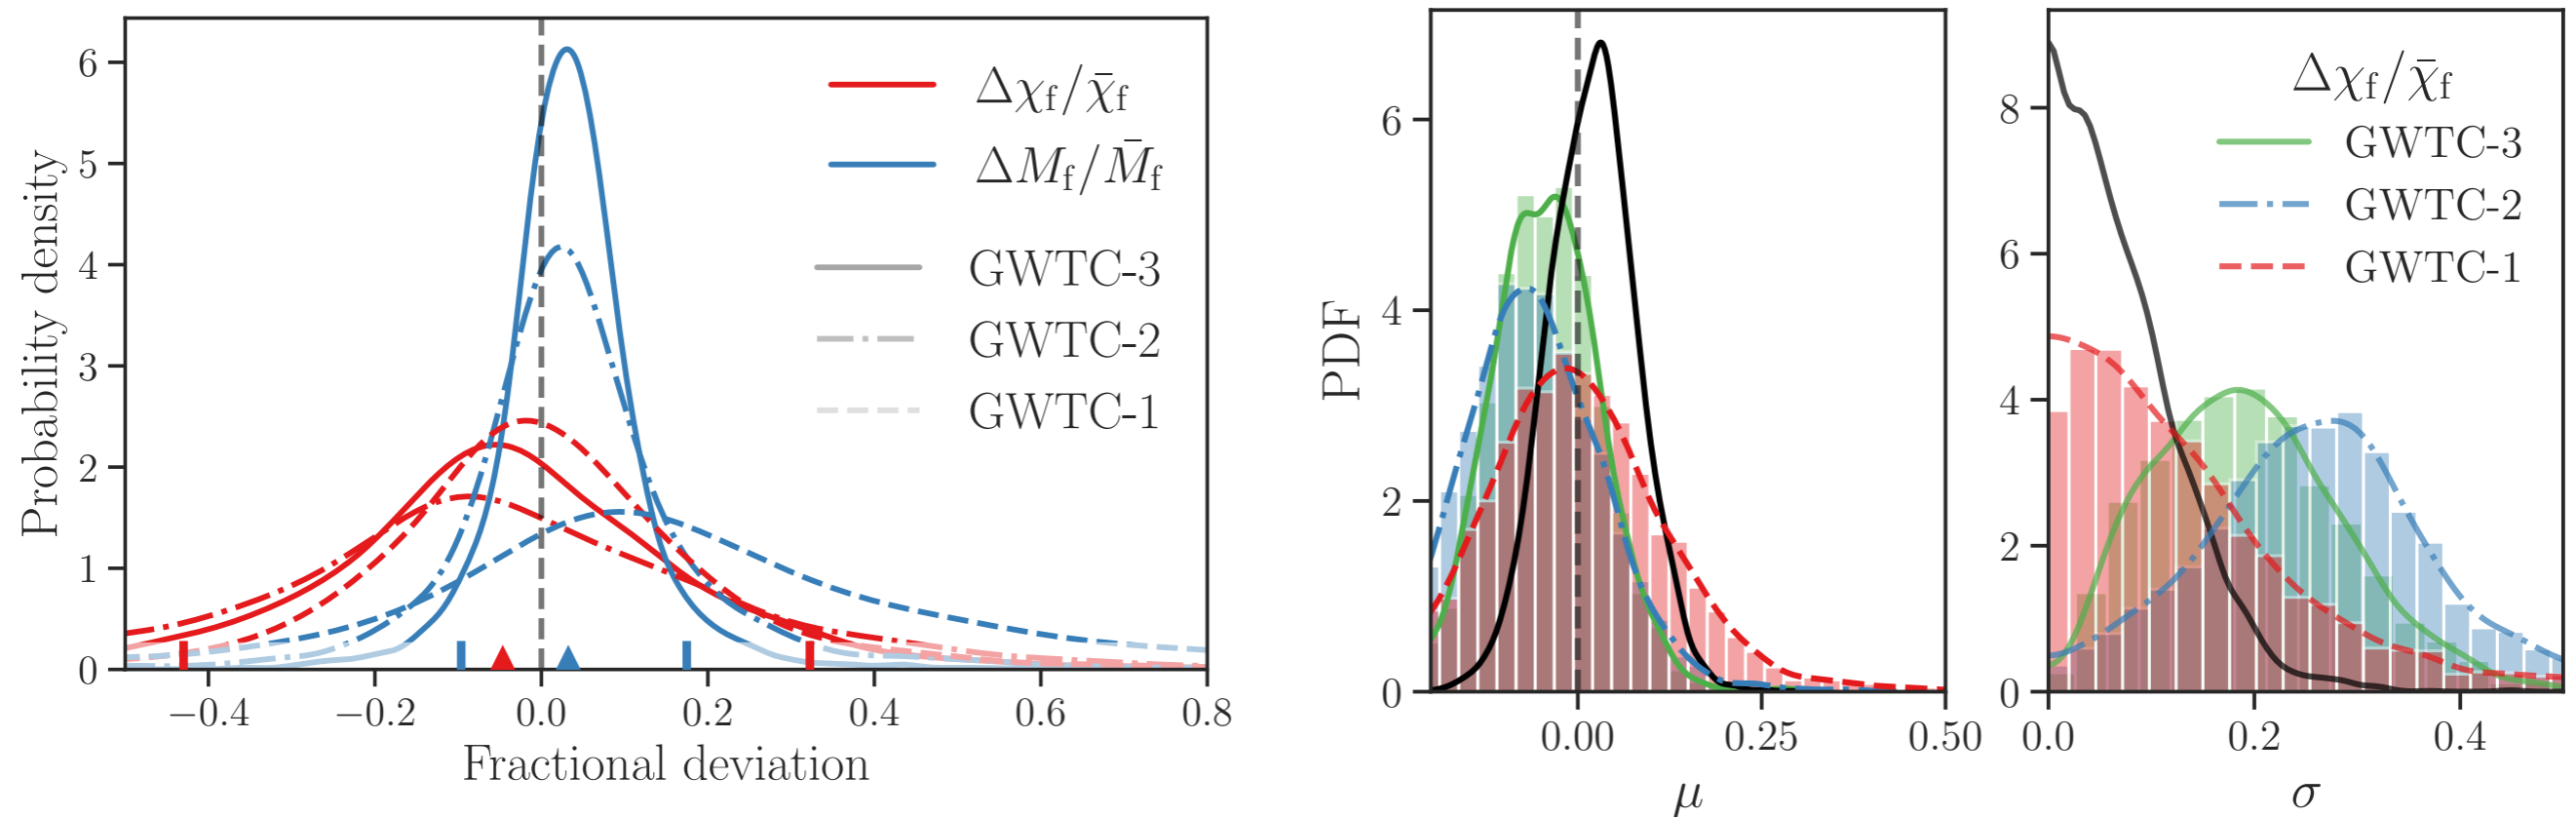 Probability density
6
5
4
3
2
1
0
−0.4 −0.2 0.0 0.2 0.4 0.6 0.8
Fractional deviation
Δχf/χ̄f
ΔMf/M̄f
GWTC-3
GWTC-2
GWTC-1
PDF
6
4
2
0
0.00 0.25 0.50
μ
8
6
4
2
0
0.0 0.2 0.4
σ
Δχf/χ̄f
GWTC-3
GWTC-2
GWTC-1